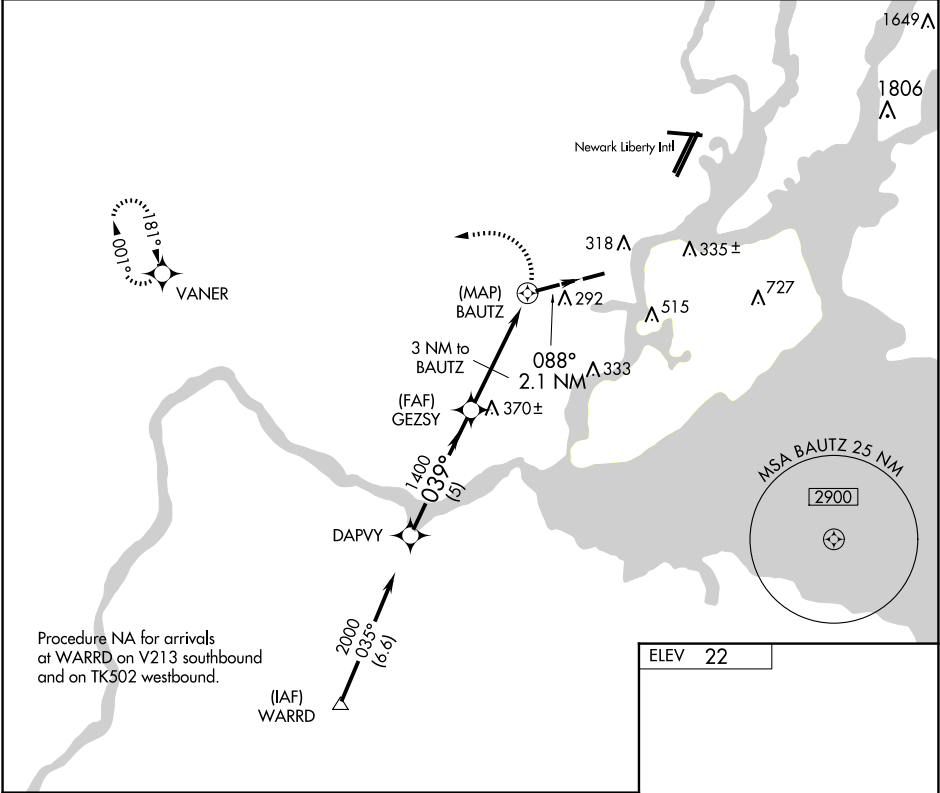 1649
1806
Newark Liberty Intl
318
335 ±
181°
001°
VANER
(MAP)
BAUTZ
292
727
515
3 NM to
BAUTZ
088°
2.1 NM
333
(FAF)
GEZSY
370 ±
1400
039°
(5)
MSA BAUTZ 25 NM
2900
DAPVY
2000
035°
(6.6)
Procedure NA for arrivals
at WARRD on V213 southbound
and on TK502 westbound.
(IAF)
WARRD
ELEV 22